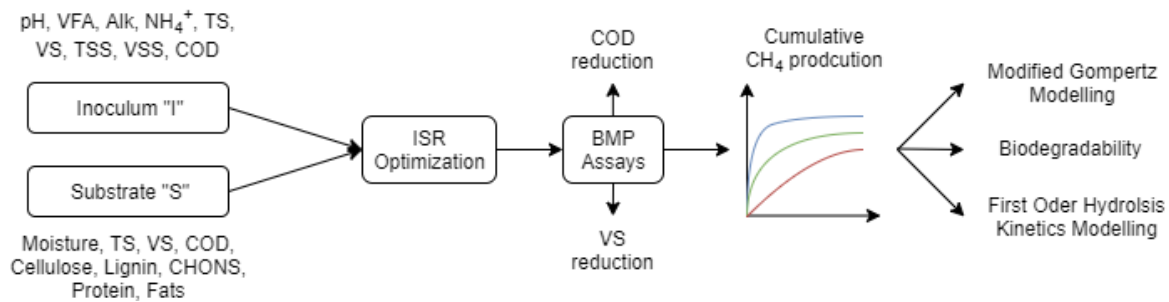 pH, VFA, Alk, NH₄⁺, TS,
VS, TSS, VSS, COD
Inoculum "I"
Substrate "S"
Moisture, TS, VS, COD,
Cellulose, Lignin, CHONS,
Protein, Fats
ISR
Optimization
COD
reduction
BMP
Assays
VS
reduction
Cumulative
CH₄ prodcution
Modified Gompertz
Modelling
Biodegradability
First Oder Hydrolsis
Kinetics Modelling